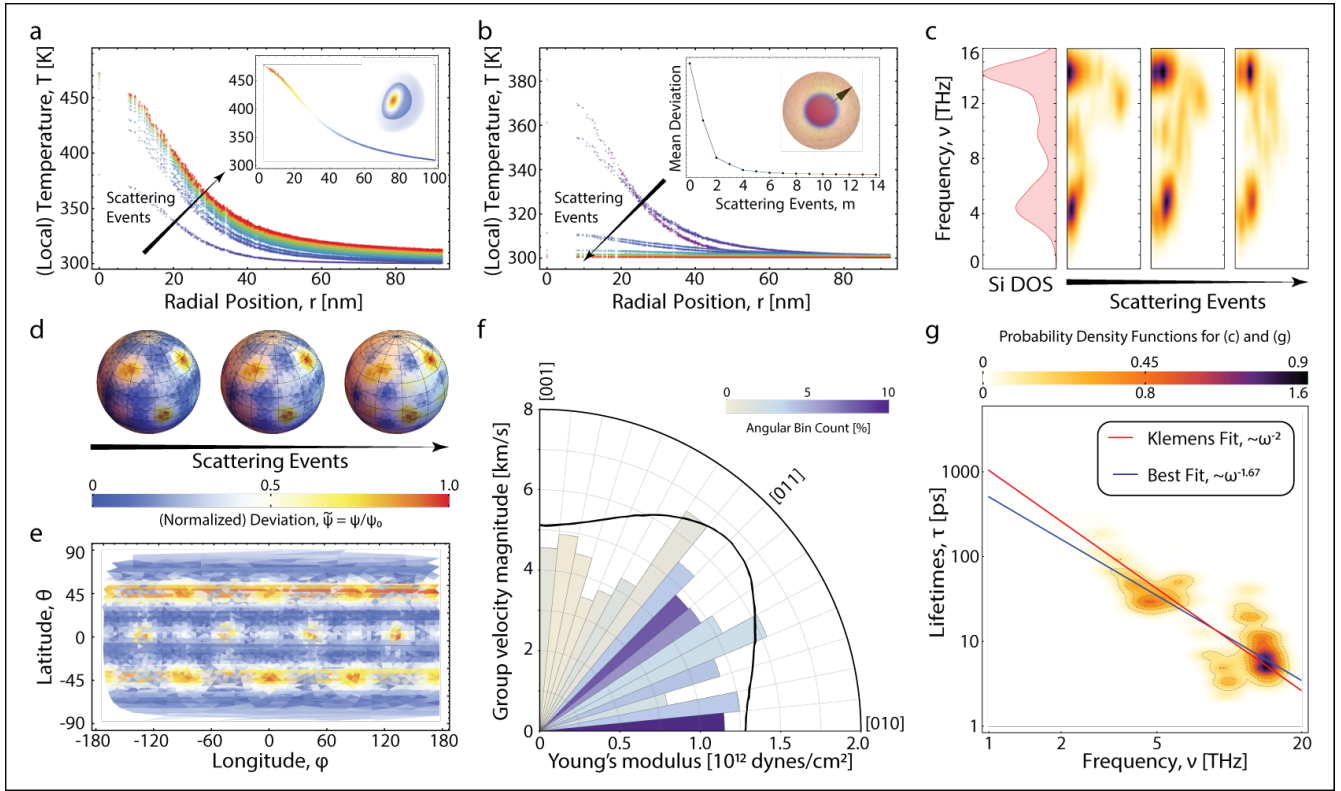 a
(Local) Temperature, T [K]
450
400
350
300
0
20
40
60
80
Radial Position, r [nm]
Scattering
Events
450
400
350
300
0
20
40
60
80
100
b
(Local) Temperature, T [K]
380
360
340
320
310
300
0
20
40
60
80
Radial Position, r [nm]
Scattering
Events
Mean Deviation
0
2
4
6
8
10
12
14
Scattering Events, m
c
Frequency, ν [THz]
16
12
8
4
0
Si DOS
Scattering Events
d
Scattering Events
0
0.5
1.0
(Normalized) Deviation, ψ̃ = ψ/ψ₀
e
Latitude, θ
90
45
0
-45
-90
-180
-120
-60
0
60
120
180
Longitude, φ
f
Group velocity magnitude [km/s]
8
7
6
5
4
3
2
1
0
[001]
[011]
[010]
0
5
10
Angular Bin Count [%]
0
0.5
1.0
1.5
2.0
Young's modulus [10¹² dynes/cm²]
g
Probability Density Functions for (c) and (g)
0
0.45
0.9
0
0.8
1.6
Klemens Fit, ~ω⁻²
Best Fit, ~ω⁻¹·⁶⁷
Lifetimes, τ [ps]
1000
100
10
1
1
2
5
10
20
Frequency, ν [THz]